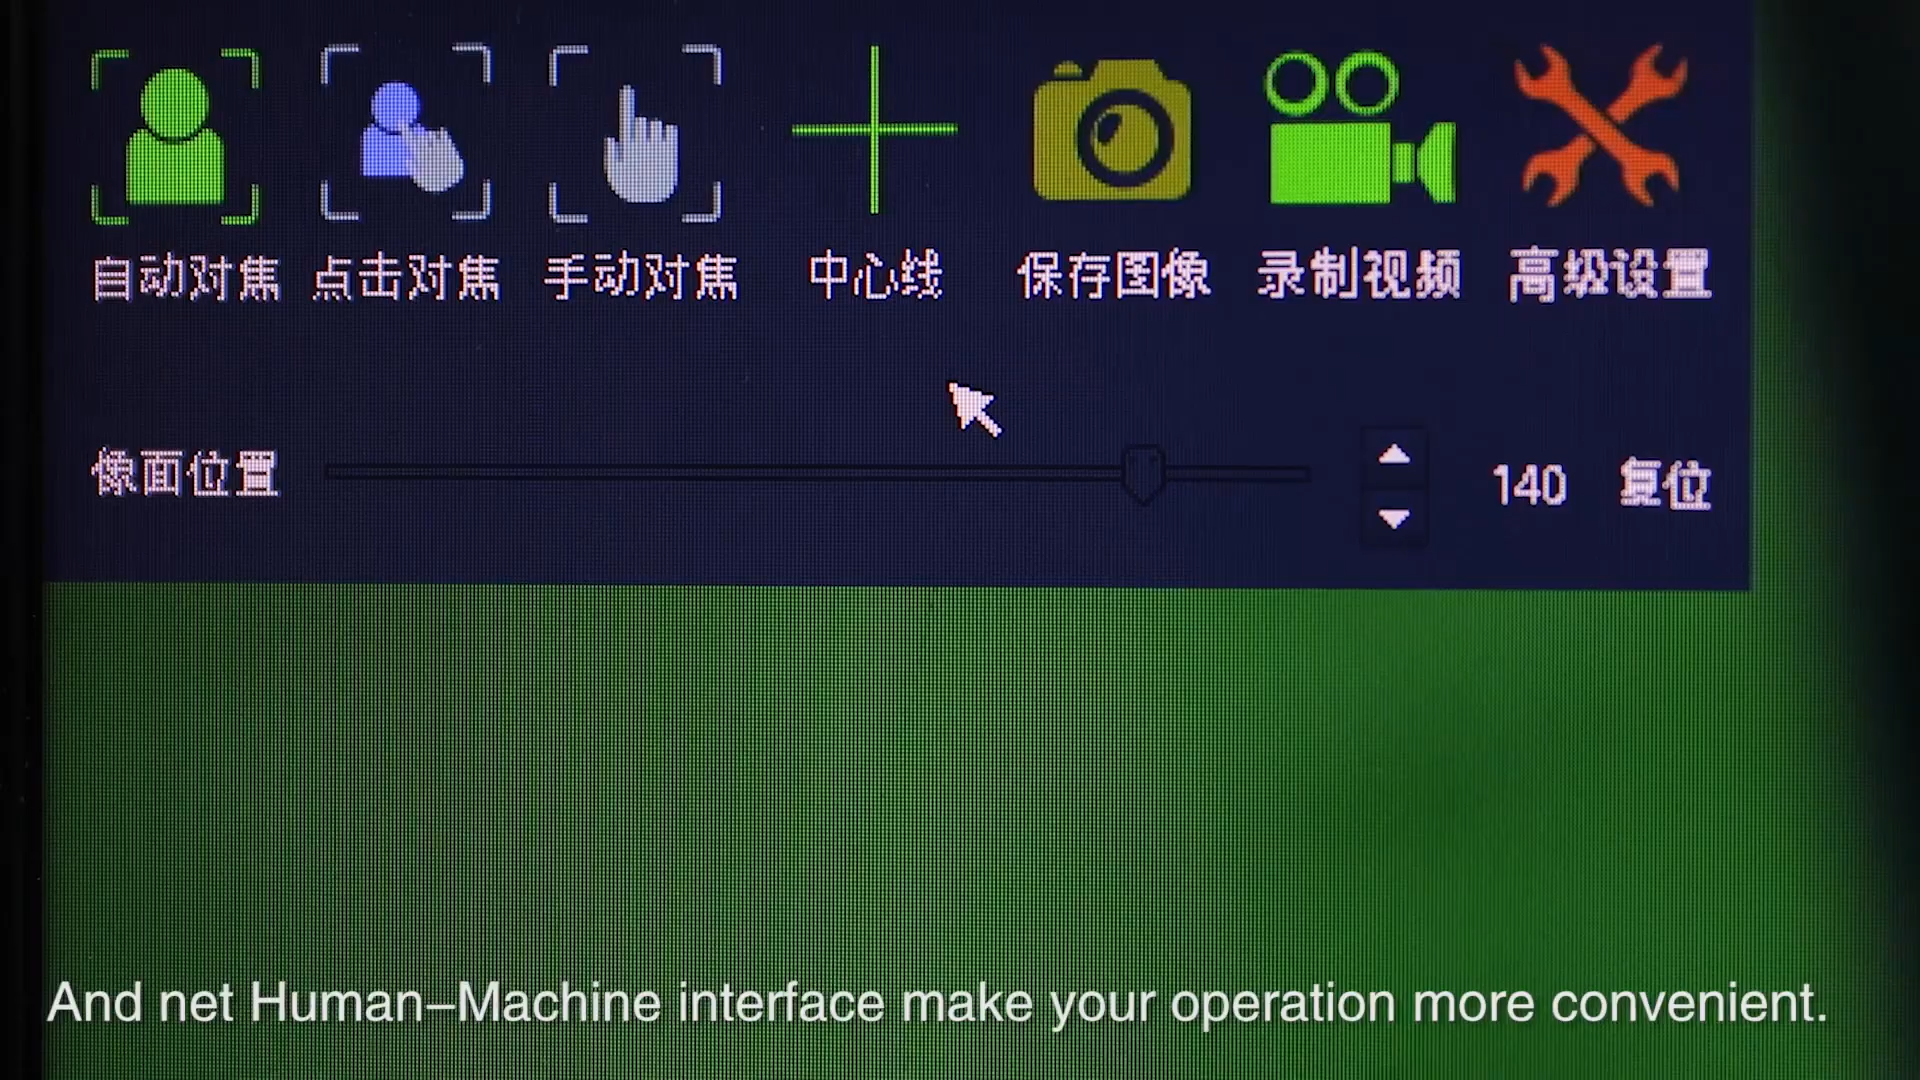 自动对焦 点击对焦 手动对焦 中心线 保存图像 录制视频 高级设置
像面位置 140 复位
And net Human–Machine interface make your operation more convenient.